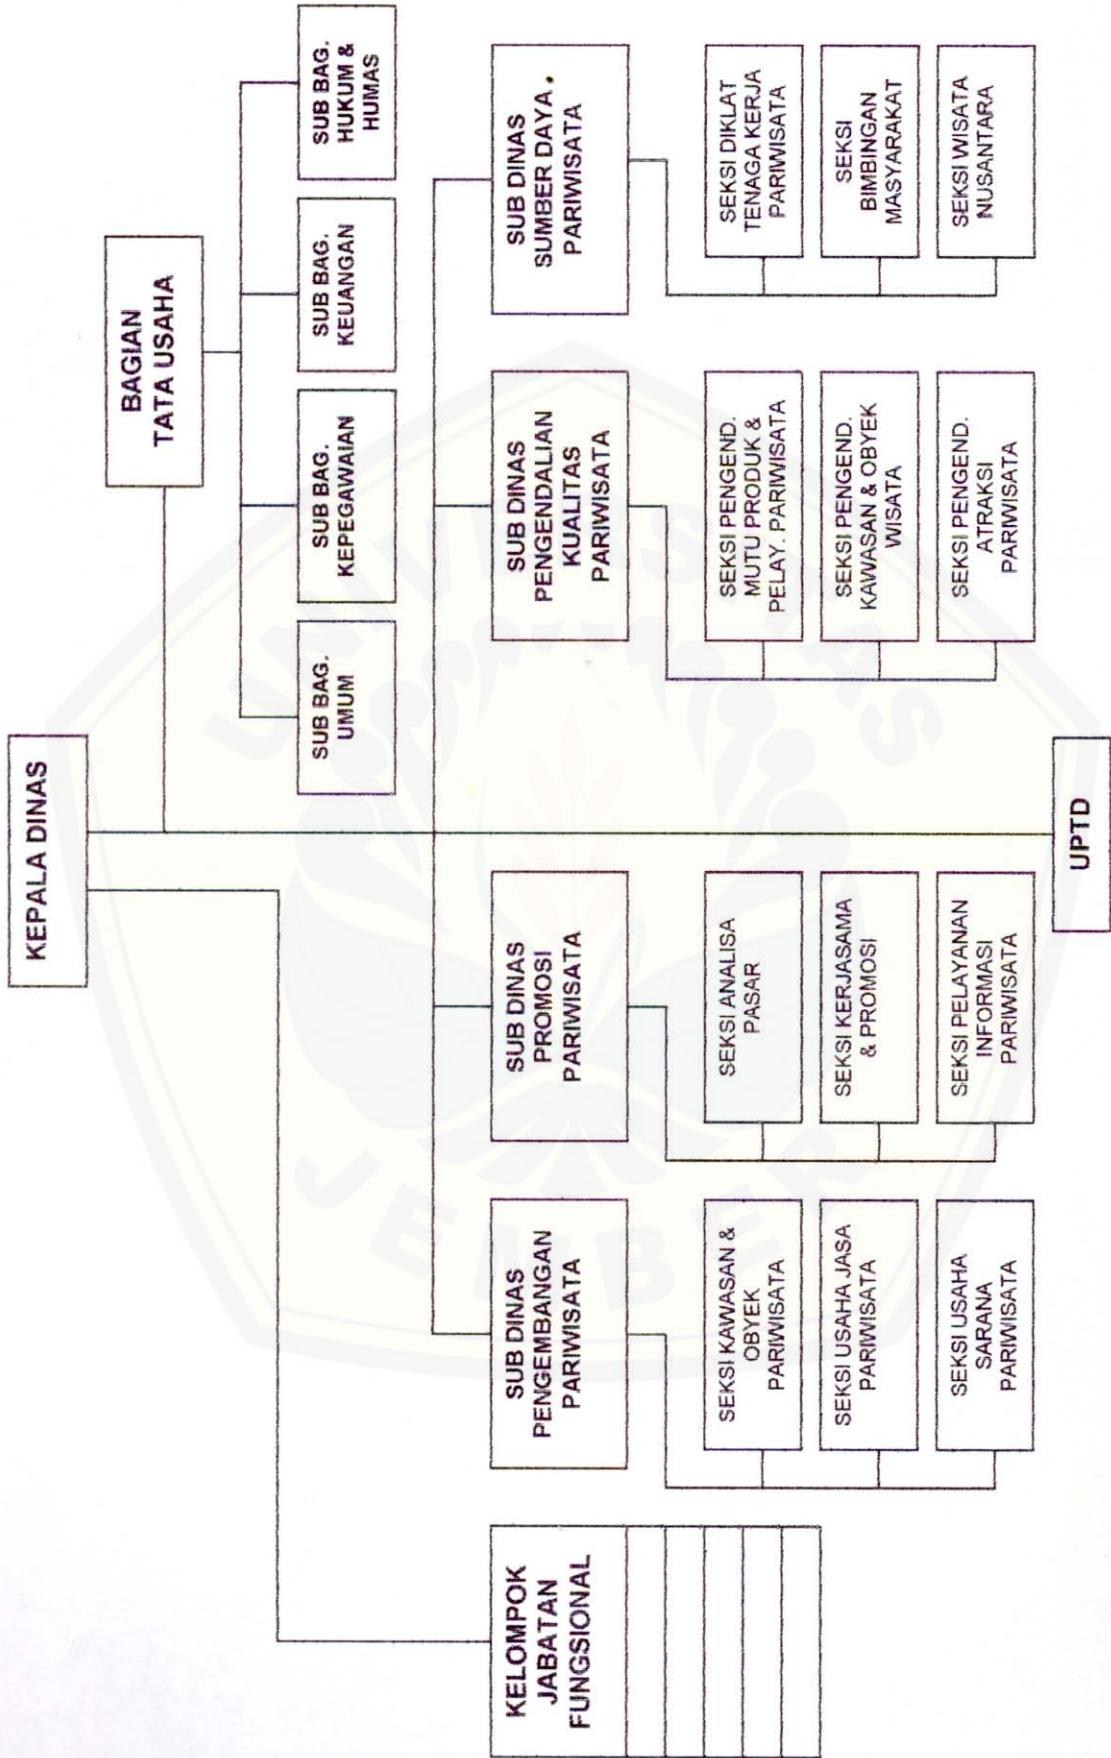 KEPALA DINAS
BAGIAN
TATA USAHA
SUB BAG.
UMUM
SUB BAG.
KEPEGAWAIAN
SUB BAG.
KEUANGAN
SUB BAG.
HUKUM &
HUMAS
KELOMPOK
JABATAN
FUNGSIONAL
SUB DINAS
PENGEMBANGAN
PARIWISATA
SEKSI KAWASAN &
OBYEK
PARIWISATA
SEKSI USAHA JASA
PARIWISATA
SEKSI USAHA
SARANA
PARIWISATA
SUB DINAS
PROMOSI
PARIWISATA
SEKSI ANALISA
PASAR
SEKSI KERJASAMA
& PROMOSI
SEKSI PELAYANAN
INFORMASI
PARIWISATA
SUB DINAS
PENGENDALIAN
KUALITAS
PARIWISATA
SEKSI PENGEND.
MUTU PRODUK &
PELAY. PARIWISATA
SEKSI PENGEND.
KAWASAN & OBYEK
WISATA
SEKSI PENGEND.
ATRAKSI
PARIWISATA
SUB DINAS
SUMBER DAYA.
PARIWISATA
SEKSI DIKLAT
TENAGA KERJA
PARIWISATA
SEKSI
BIMBINGAN
MASYARAKAT
SEKSI WISATA
NUSANTARA
UPTD
UNIVERSITAS
JEMBER